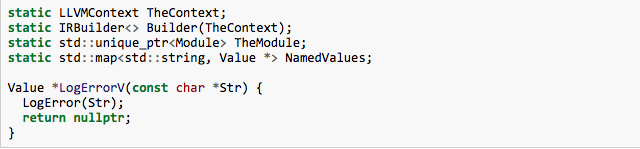 static LLVMContext TheContext;
static IRBuilder<> Builder(TheContext);
static std::unique_ptr<Module> TheModule;
static std::map<std::string, Value *> NamedValues;

Value *LogErrorV(const char *Str) {
  LogError(Str);
  return nullptr;
}